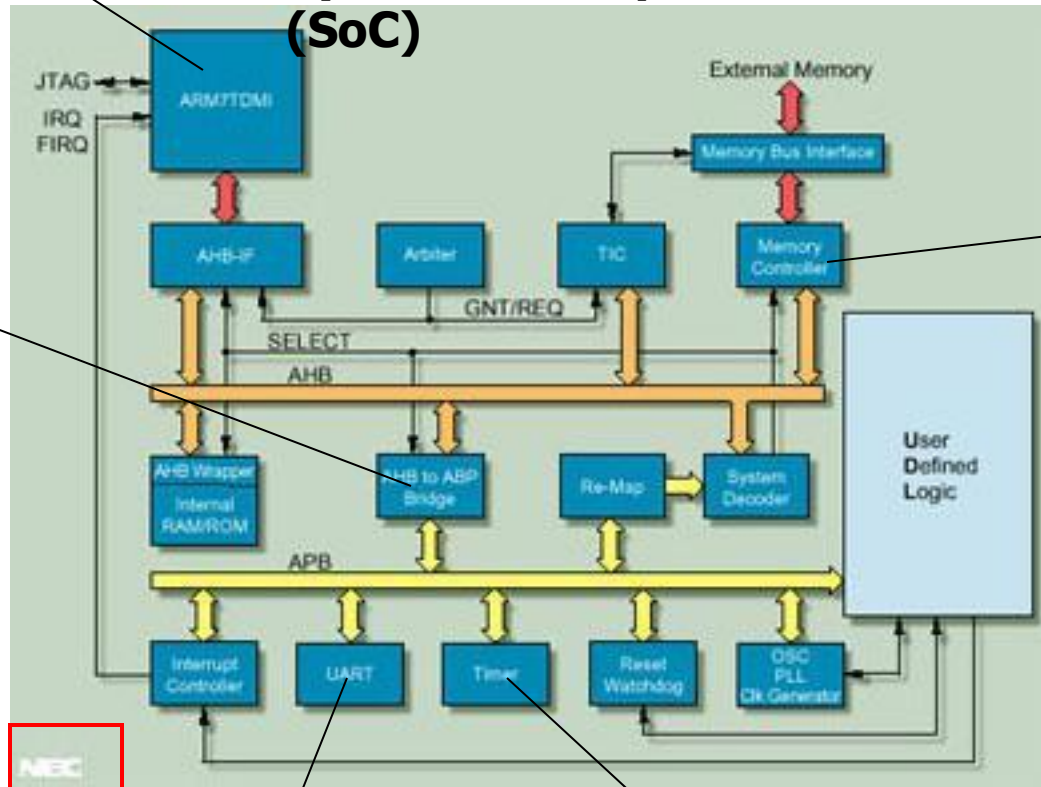 (SoC)
JTAG
IRQ
FIRQ
ARM7TDMI
External Memory
Memory Bus Interface
AHB-IF
Arbiter
TIC
Memory
Controller
GNT/REQ
SELECT
AHB
AHB Wrapper
Internal
RAM/ROM
AHB to ABP
Bridge
Re-Map
System
Decoder
User
Defined
Logic
APB
Interrupt
Controller
UART
Timer
Reset
Watchdog
OSC
PLL
Clk Generator
NEC